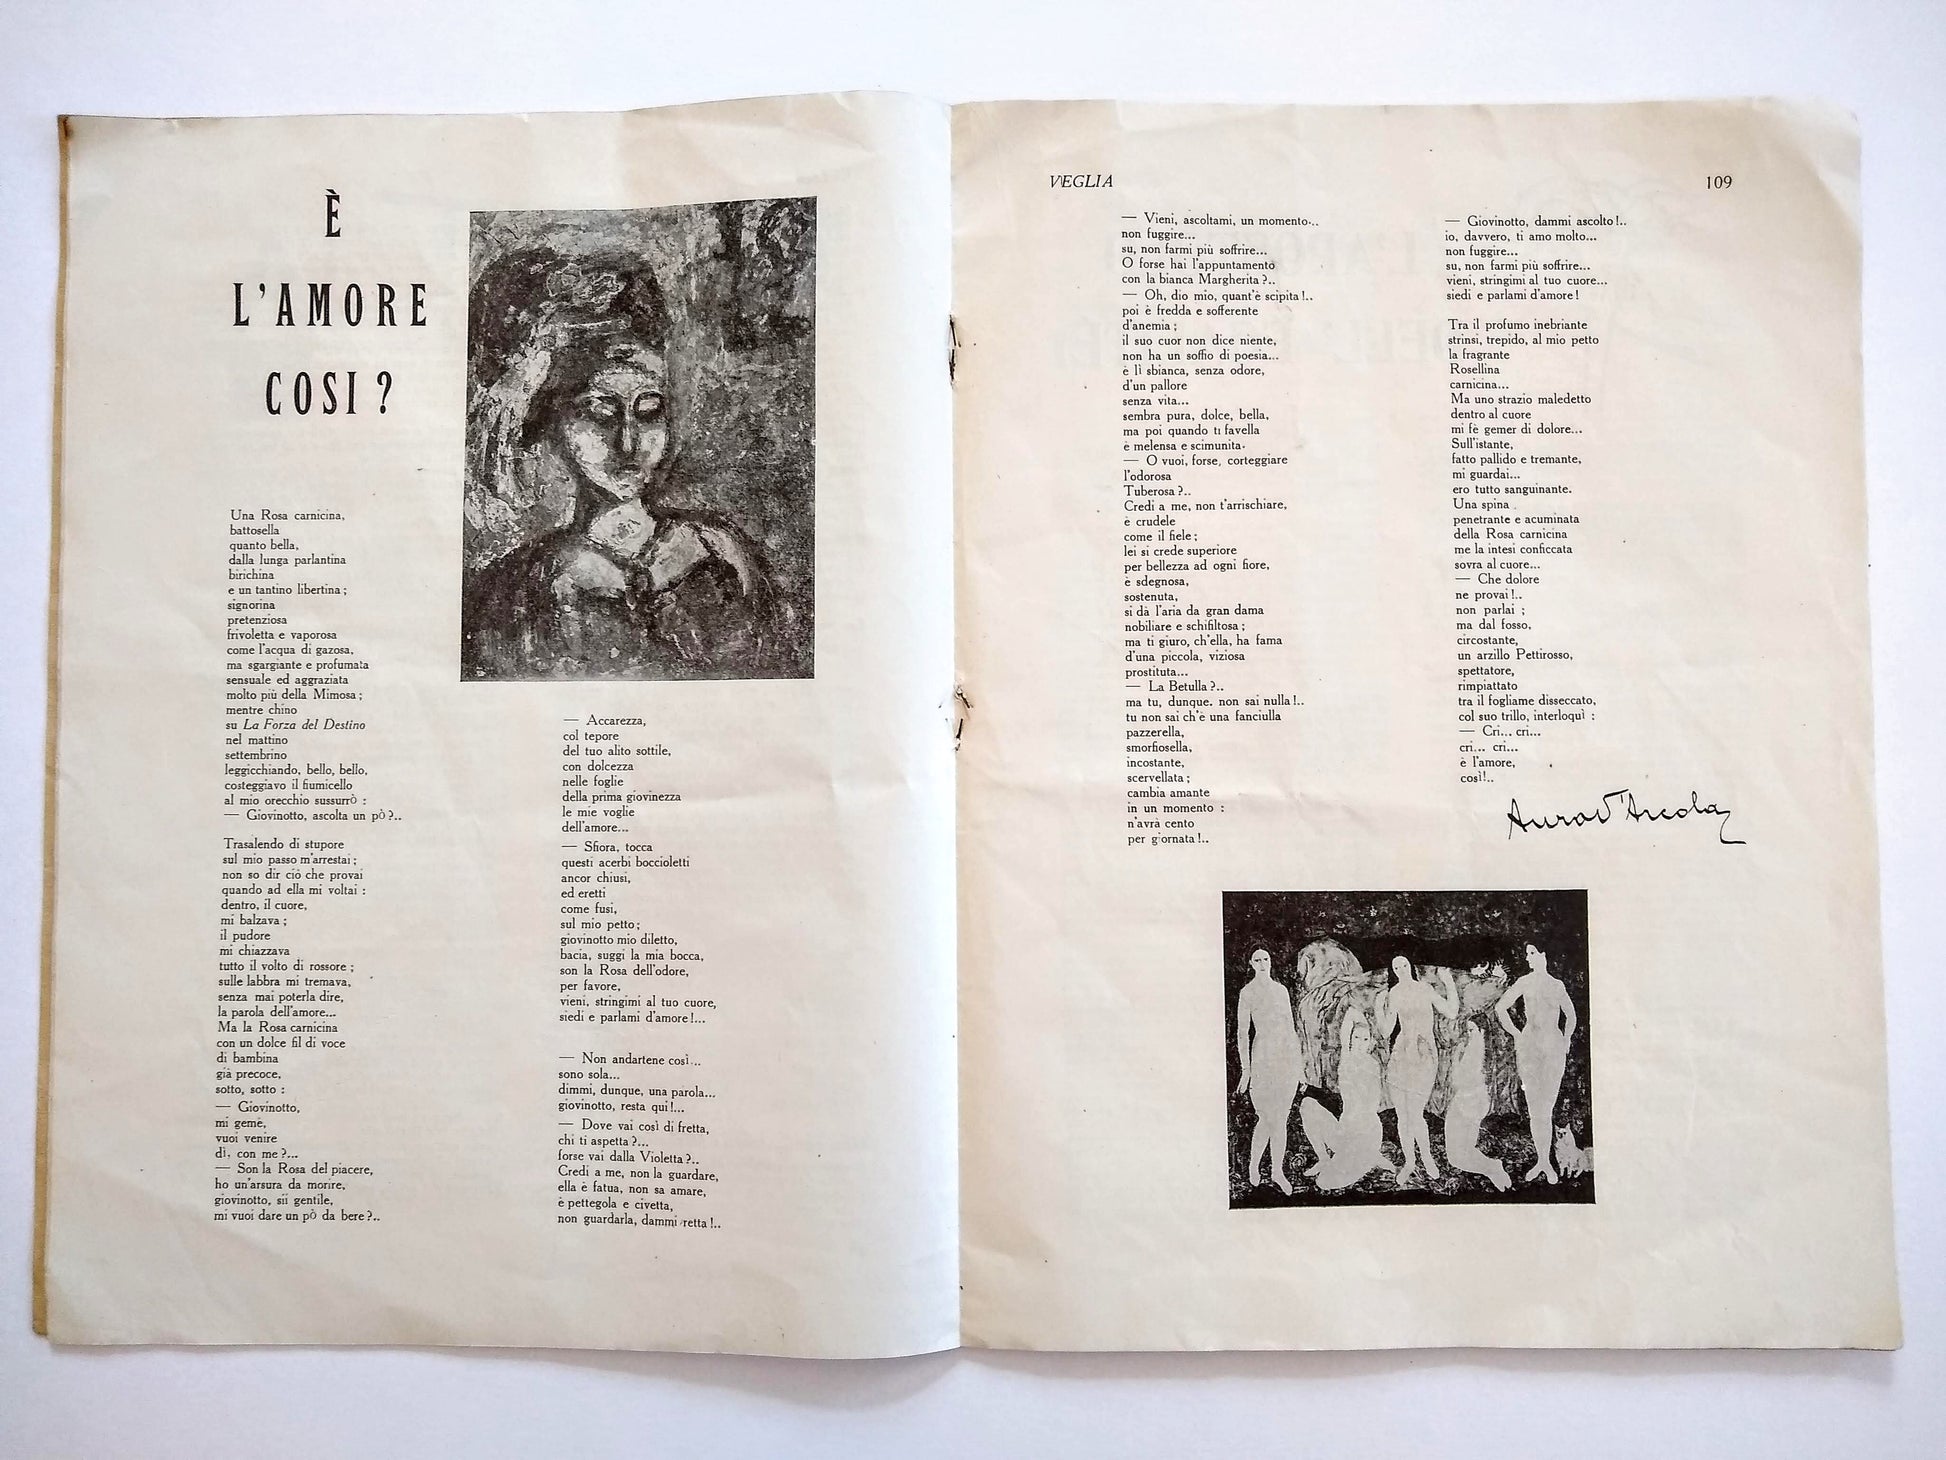 È
L'AMORE
COSI ?
Una Rosa carnicina,
battosella
quanto bella,
dalla lunga parlantina
birichina
e un tantino libertina ;
signorina
pretenziosa
frivoletta e vaporosa
come l'acqua di gazosa,
ma sgargiante e profumata
sensuale ed aggraziata
molto più della Mimosa ;
mentre chino
su La Forza del Destino
nel mattino
settembrino
leggicchiando, bello, bello,
costeggiavo il fiumicello
al mio orecchio sussurrò :
— Giovinotto, ascolta un pò ?..
Trasalendo di stupore
sul mio passo m'arrestai ;
non so dir ciò che provai
quando ad ella mi voltai :
dentro, il cuore,
mi balzava ;
il pudore
mi chiazzava
tutto il volto di rossore ;
sulle labbra mi tremava,
senza mai poterla dire,
la parola dell'amore...
Ma la Rosa carnicina
con un dolce fil di voce
di bambina
già precoce,
sotto, sotto :
— Giovinotto,
mi geme,
vuoi venire
dì, con me ?...
— Son la Rosa del piacere,
ho un'arsura da morire,
giovinotto, sii gentile,
mi vuoi dare un pò da bere ?..
— Accarezza,
col tepore
del tuo alito sottile,
con dolcezza
nelle foglie
della prima giovinezza
le mie voglie
dell'amore...
— Sfiora, tocca
questi acerbi boccioletti
ancor chiusi,
ed eretti
come fusi,
sul mio petto ;
giovinotto mio diletto,
bacia, suggi la mia bocca,
son la Rosa dell'odore,
per favore,
vieni, stringimi al tuo cuore,
siedi e parlami d'amore !...
— Non andartene così...
sono sola...
dimmi, dunque, una parola...
giovinotto, resta qui !...
— Dove vai così di fretta,
chi ti aspetta ?...
forse vai dalla Violetta ?..
Credi a me, non la guardare,
ella è fatua, non sa amare,
è pettegola e civetta,
non guardarla, dammi retta !..
VEGLIA
109
— Vieni, ascoltami, un momento...
non fuggire...
su, non farmi più soffrire...
O forse hai l'appuntamento
con la bianca Margherita ?..
— Oh, dio mio, quant'è scipita !..
poi è fredda e sofferente
d'anemia ;
il suo cuor non dice niente,
non ha un soffio di poesia...
è lì sbianca, senza odore,
d'un pallore
senza vita...
sembra pura, dolce, bella,
ma poi quando ti favella
è melensa e scimunita.
— O vuoi, forse, corteggiare
l'odorosa
Tuberosa ?..
Credi a me, non t'arrischiare,
è crudele
come il fiele ;
lei si crede superiore
per bellezza ad ogni fiore,
è sdegnosa,
sostenuta,
si dà l'aria da gran dama
nobiliare e schifiltosa ;
ma ti giuro, ch'ella, ha fama
d'una piccola, viziosa
prostituta...
— La Betulla ?..
ma tu, dunque. non sai nulla !..
tu non sai ch'è una fanciulla
pazzerella,
smorfiosella,
incostante,
scervellata ;
cambia amante
in un momento :
n'avrà cento
per giornata !..
— Giovinotto, dammi ascolto !..
io, davvero, ti amo molto...
non fuggire...
su, non farmi più soffrire...
vieni, stringimi al tuo cuore...
siedi e parlami d'amore !
Tra il profumo inebriante
strinsi, trepido, al mio petto
la fragrante
Rosellina
carnicina...
Ma uno strazio maledetto
dentro al cuore
mi fè gemer di dolore...
Sull'istante,
fatto pallido e tremante,
mi guardai...
ero tutto sanguinante.
Una spina
penetrante e acuminata
della Rosa carnicina
me la intesi conficcata
sovra al cuore...
— Che dolore
ne provai !..
non parlai ;
ma dal fosso,
circostante,
un arzillo Pettirosso,
spettatore,
rimpiattato
tra il fogliame disseccato,
col suo trillo, interloquì :
— Cri... cri...
cri... cri...
è l'amore,
così!..
Auro d'Arcola